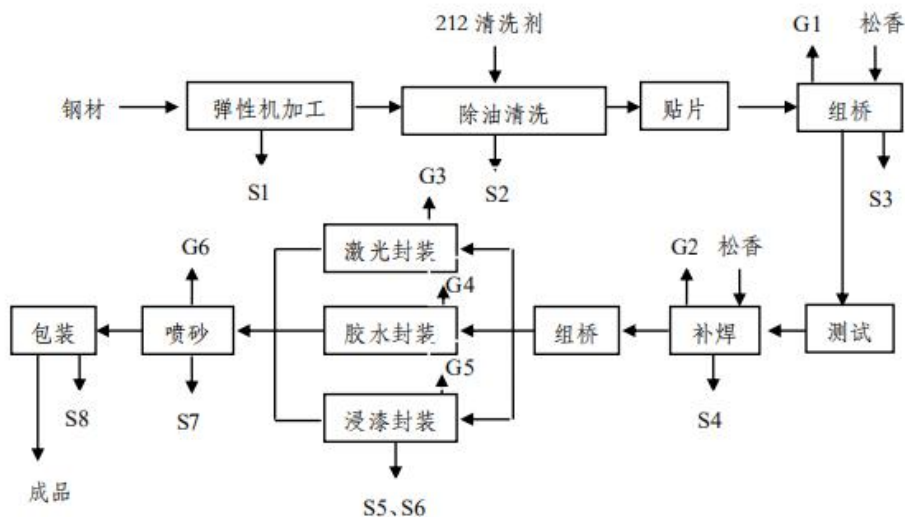 212 清洗剂
G1
松香
钢材
弹性机加工
除油清洗
贴片
组桥
S1
S2
S3
G3
激光封装
G6
G4
G2
松香
包装
喷砂
胶水封装
组桥
补焊
测试
G5
浸漆封装
S8
S7
S4
成品
S5、S6